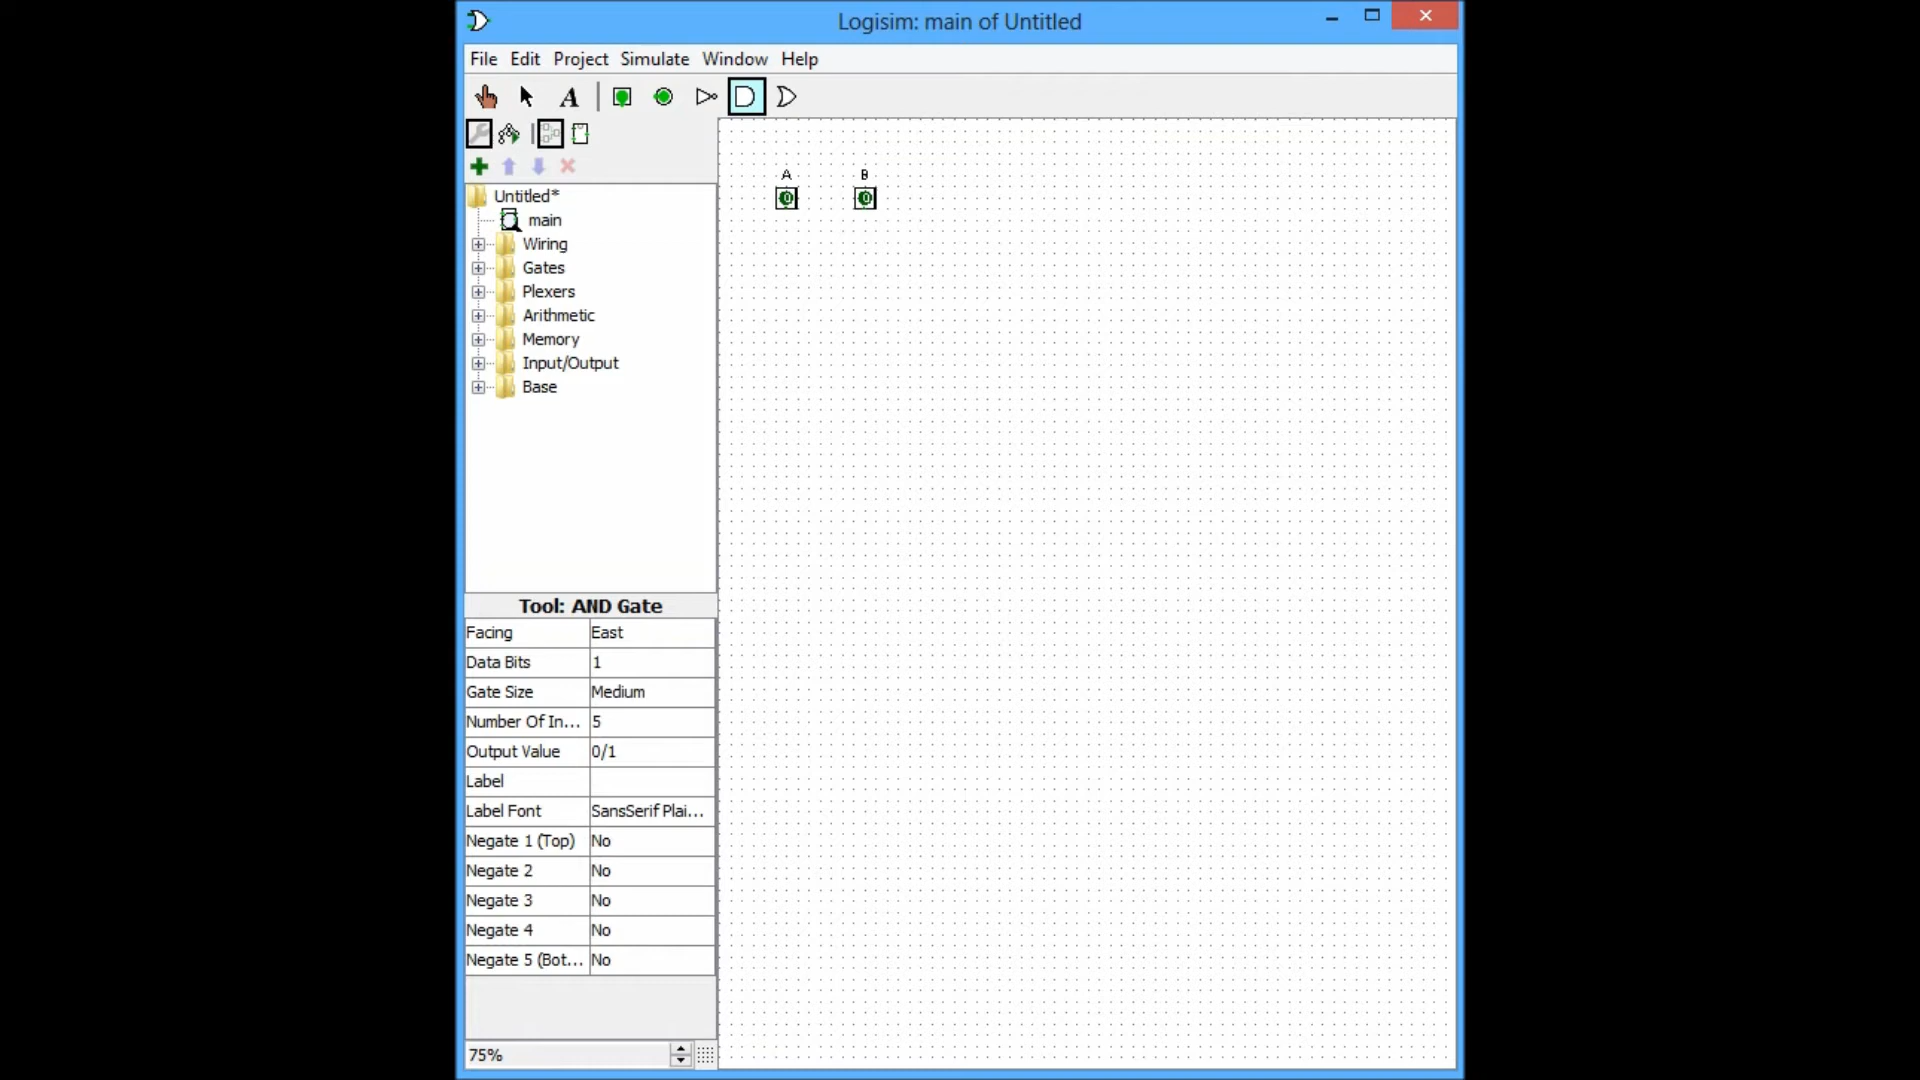 Logisim: main of Untitled
File Edit Project Simulate Window Help
A
A B
0 0
Untitled*
main
Wiring
Gates
Plexers
Arithmetic
Memory
Input/Output
Base
Tool: AND Gate
Facing East
Data Bits 1
Gate Size Medium
Number Of In... 5
Output Value 0/1
Label
Label Font SansSerif Plai...
Negate 1 (Top) No
Negate 2 No
Negate 3 No
Negate 4 No
Negate 5 (Bot... No
75%